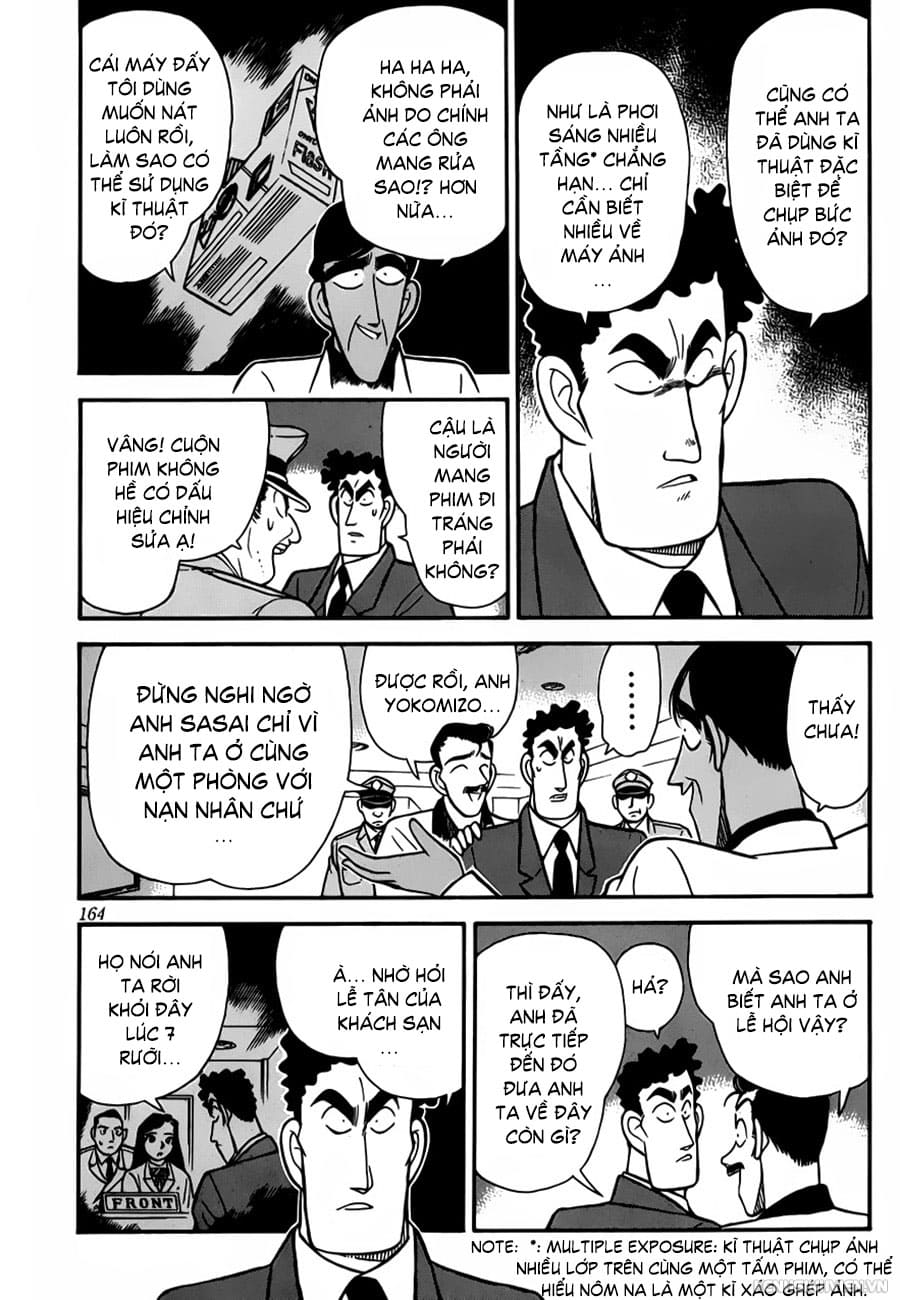 CŨNG CÓ
THỂ ANH TA
ĐÃ DÙNG KĨ
THUẬT ĐẶC
BIỆT ĐỂ
CHỤP BỨC
ẢNH ĐÓ?
NHƯ LÀ PHƠI
SÁNG NHIỀU
TẦNG* CHẲNG
HẠN... CHỈ
CẦN BIẾT
NHIỀU VỀ
MÁY ẢNH
...
HA HA HA,
KHÔNG PHẢI
ẢNH DO CHÍNH
CÁC ÔNG
MANG RỬA
SAO!? HƠN
NỮA...
CÁI MÁY ĐẤY
TÔI DÙNG
MUỐN NÁT
LUÔN RỒI,
LÀM SAO CÓ
THỂ SỬ DỤNG
KĨ THUẬT
ĐÓ?
CẬU LÀ
NGƯỜI
MANG
PHIM ĐI
TRÁNG
PHẢI
KHÔNG?
VÂNG! CUỘN
PHIM KHÔNG
HỀ CÓ DẤU
HIỆU CHỈNH
SỬA Ạ!
THẤY
CHƯA!
......
ĐƯỢC RỒI, ANH
YOKOMIZO...
ĐỪNG NGHI NGỜ
ANH SASAI CHỈ VÌ
ANH TA Ở CÙNG
MỘT PHÒNG VỚI
NẠN NHÂN CHỨ
...
164
MÀ SAO ANH
BIẾT ANH TA Ở
LỄ HỘI VẬY?
HẢ?
THÌ ĐẤY,
ANH ĐÃ
TRỰC TIẾP
ĐẾN ĐÓ
ĐƯA ANH
TA VỀ ĐÂY
CÒN GÌ?
À... NHỜ HỎI
LỄ TÂN CỦA
KHÁCH SẠN
...
HỌ NÓI ANH
TA RỜI
KHỎI ĐÂY
LÚC 7
RƯỠI...
FRONT
NOTE: *: MULTIPLE EXPOSURE: KĨ THUẬT CHỤP ẢNH
NHIỀU LỚP TRÊN CÙNG MỘT TẤM PHIM, CÓ THỂ
HIỂU NÔM NA LÀ MỘT KĨ XẢO GHÉP ẢNH.